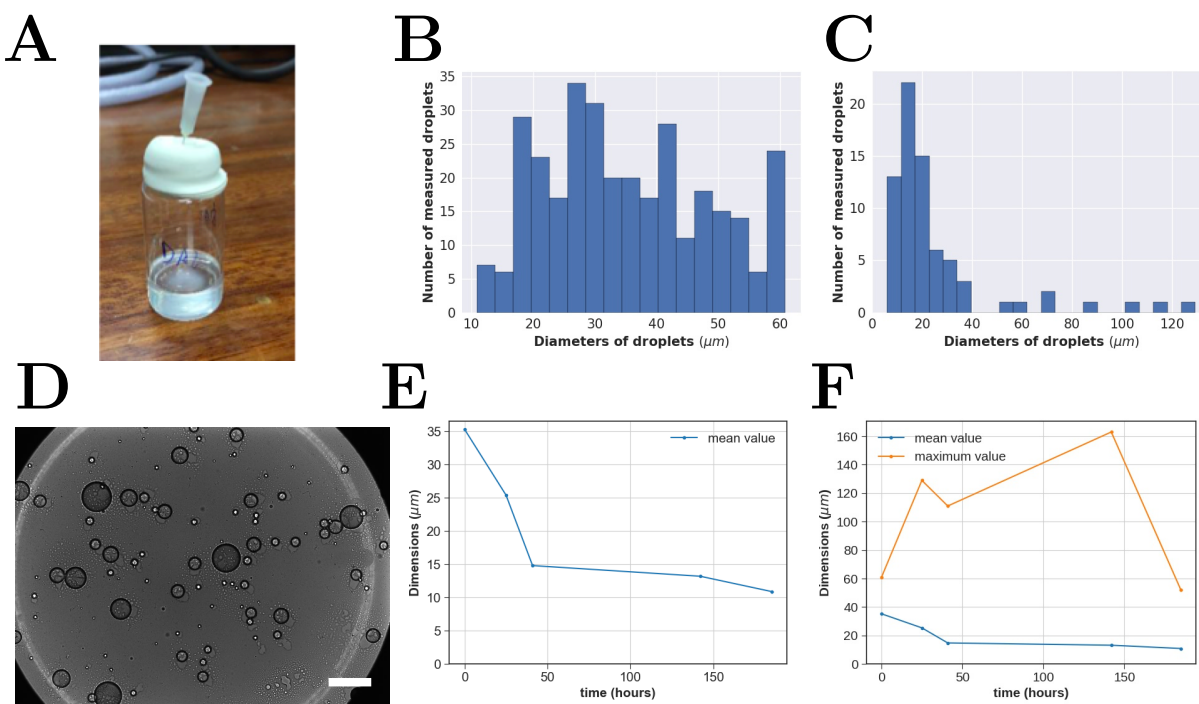 A
B
C
35
30
25
20
15
10
5
0
10 20 30 40 50 60
Number of measured droplets
Diameters of droplets (μm)
20
15
10
5
0
0 20 40 60 80 100 120
Number of measured droplets
Diameters of droplets (μm)
D
E
F
35
30
25
20
15
10
5
0
0 50 100 150
Dimensions (μm)
time (hours)
mean value
160
140
120
100
80
60
40
20
0
0 50 100 150
Dimensions (μm)
time (hours)
mean value
maximum value